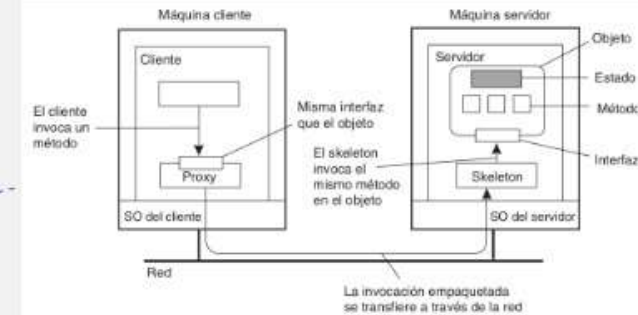 Máquina cliente
Máquina servidor
Cliente
Servidor
Objeto
Estado
Método
Interfaz
El cliente
invoca un
método
Misma interfaz
que el objeto
El skeleton
invoca el
mismo método
en el objeto
Proxy
Skeleton
SO del cliente
SO del servidor
Red
La invocación empaquetada
se transfiere a través de la red